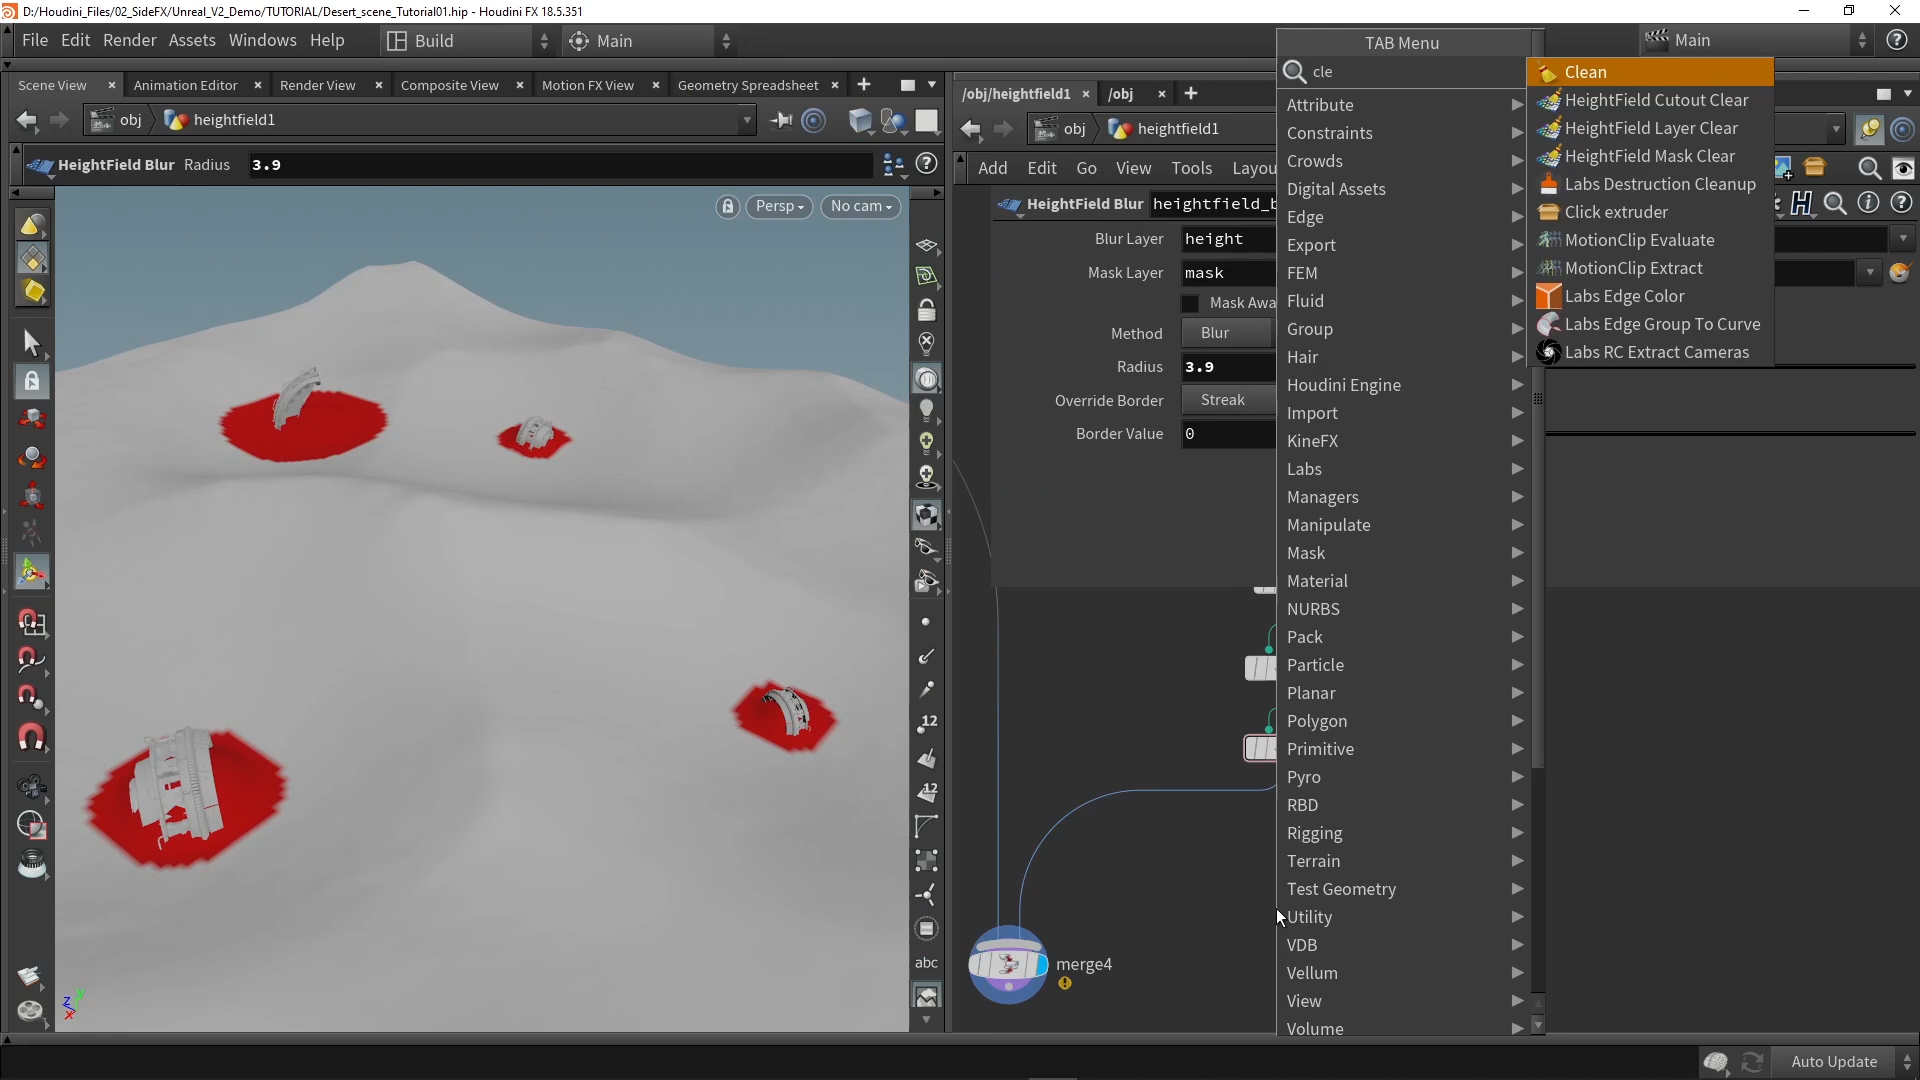 D:/Houdini_Files/02_SideFX/Unreal_V2_Demo/TUTORIAL/Desert_scene_Tutorial01.hip - Houdini FX 18.5.351
File Edit Render Assets Windows Help Build Main Main
Scene View Animation Editor Render View Composite View Motion FX View Geometry Spreadsheet
obj heightfield1
HeightField Blur Radius 3.9
Persp No cam
/obj/heightfield1 /obj
obj heightfield1
Add Edit Go View Tools Layou
HeightField Blur heightfield_b
Blur Layer height
Mask Layer mask
Mask Awa
Method Blur
Radius 3.9
Override Border Streak
Border Value 0
TAB Menu
cle
Attribute
Constraints
Crowds
Digital Assets
Edge
Export
FEM
Fluid
Group
Hair
Houdini Engine
Import
KineFX
Labs
Managers
Manipulate
Mask
Material
NURBS
Pack
Particle
Planar
Polygon
Primitive
Pyro
RBD
Rigging
Terrain
Test Geometry
Utility
VDB
Vellum
View
Volume
Clean
HeightField Cutout Clear
HeightField Layer Clear
HeightField Mask Clear
Labs Destruction Cleanup
Click extruder
MotionClip Evaluate
MotionClip Extract
Labs Edge Color
Labs Edge Group To Curve
Labs RC Extract Cameras
12
12
abc
merge4
z y
x
Auto Update